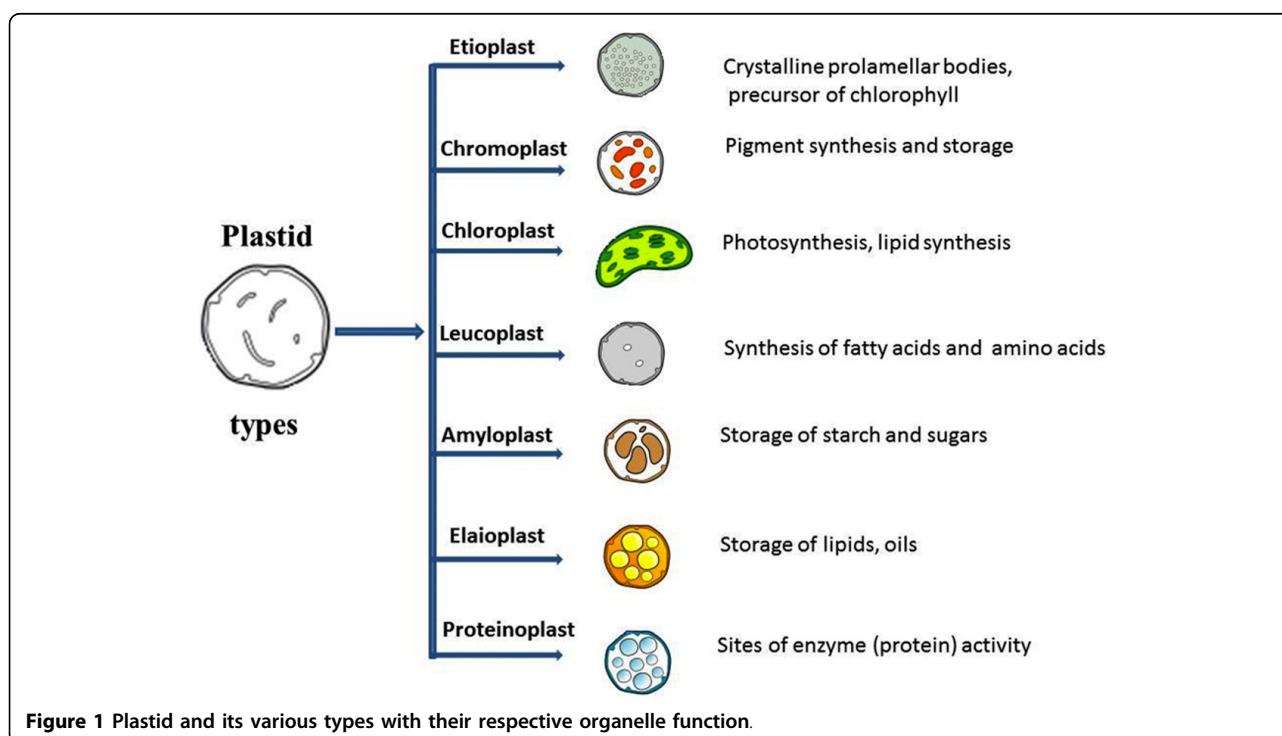 Plastid
types
Etioplast
Crystalline prolamellar bodies,
precursor of chlorophyll
Chromoplast
Pigment synthesis and storage
Chloroplast
Photosynthesis, lipid synthesis
Leucoplast
Synthesis of fatty acids and amino acids
Amyloplast
Storage of starch and sugars
Elaioplast
Storage of lipids, oils
Proteinoplast
Sites of enzyme (protein) activity
Figure 1 Plastid and its various types with their respective organelle function.